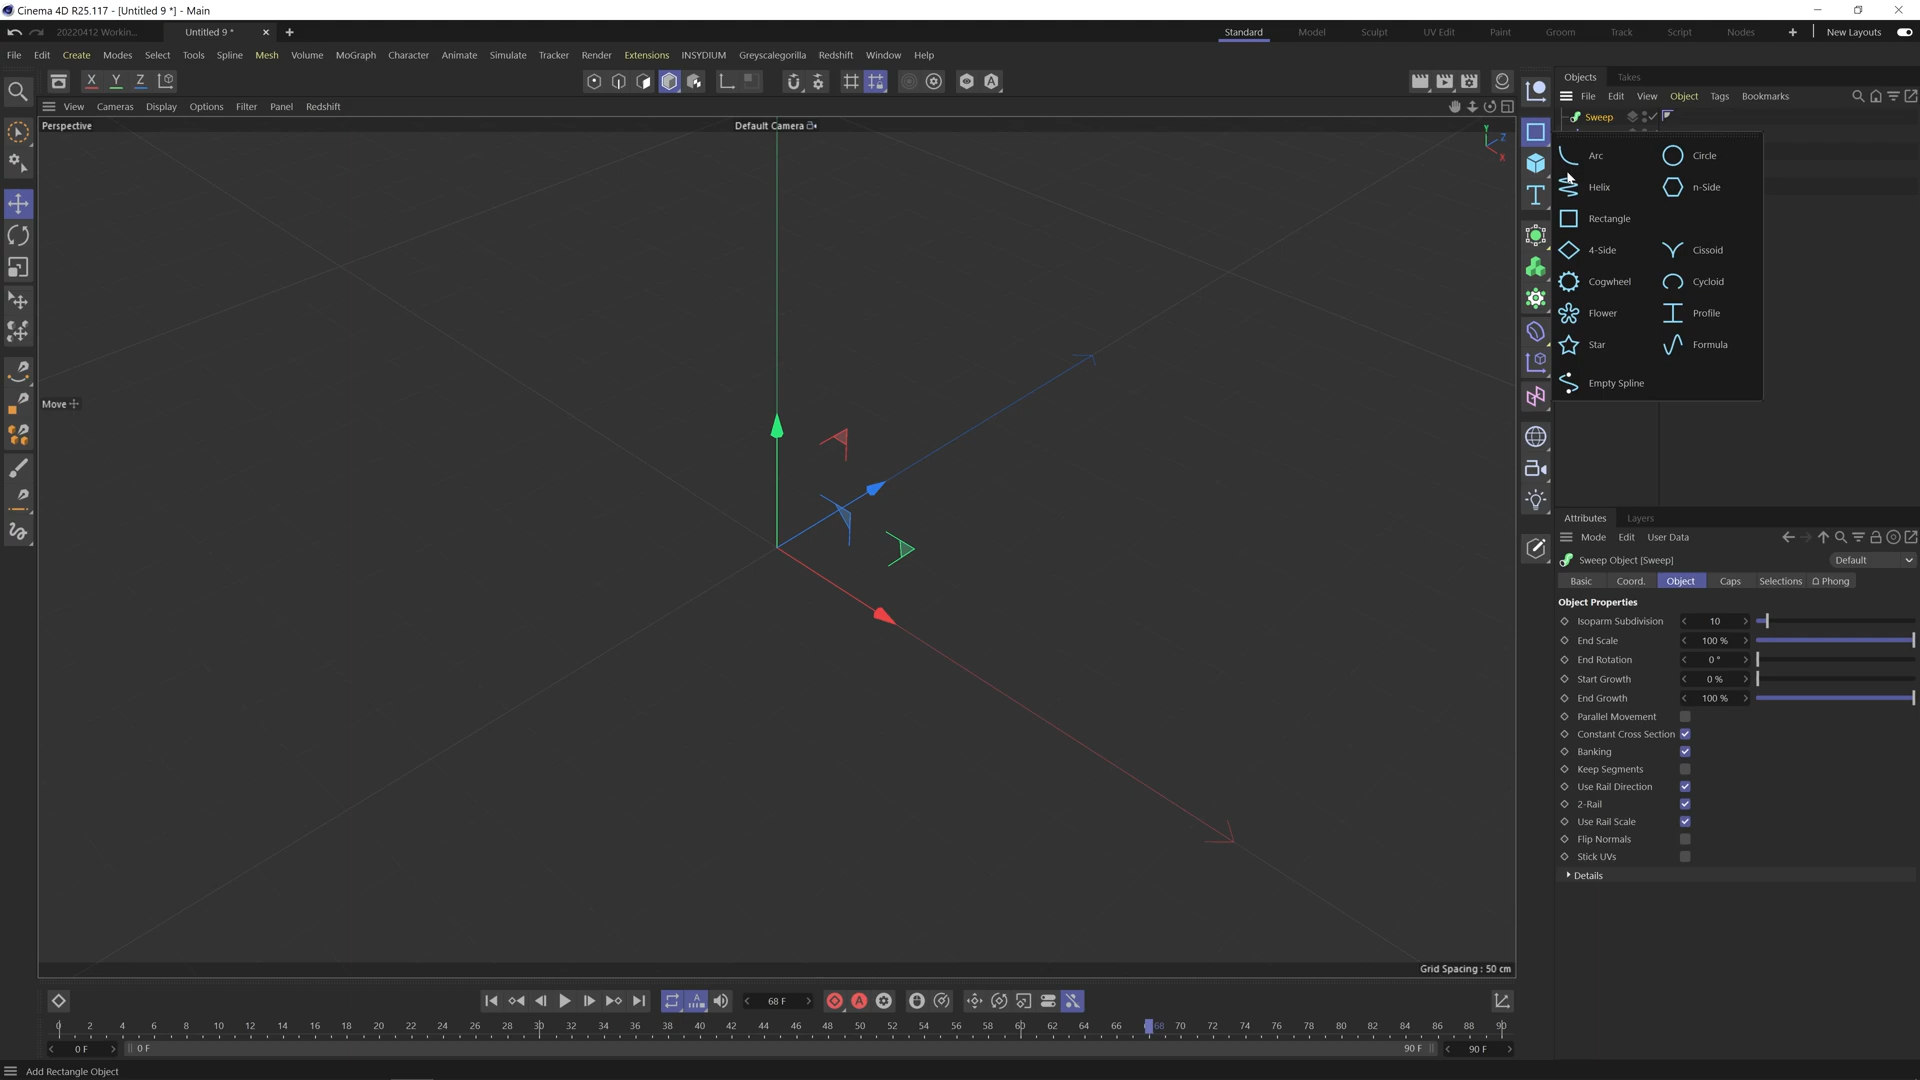 Cinema 4D R25.117 - [Untitled 9 *] - Main
20220412 Workin... Untitled 9 * Standard Model Sculpt UV Edit Paint Groom Track Script Nodes New Layouts
File Edit Create Modes Select Tools Spline Mesh Volume MoGraph Character Animate Simulate Tracker Render Extensions INSYDIUM Greyscalegorilla Redshift Window Help
X Y Z
Objects Takes
View Cameras Display Options Filter Panel Redshift
File Edit View Object Tags Bookmarks
Perspective
Default Camera
Sweep
Y
Z
X
Arc Circle
Helix n-Side
Rectangle
4-Side Cissoid
Cogwheel Cycloid
Flower Profile
Star Formula
Empty Spline
Move
Attributes Layers
Mode Edit User Data
Sweep Object [Sweep] Default
Basic Coord. Object Caps Selections Phong
Object Properties
Isoparm Subdivision 10
End Scale 100 %
End Rotation 0 °
Start Growth 0 %
End Growth 100 %
Parallel Movement
Constant Cross Section
Banking
Keep Segments
Use Rail Direction
2-Rail
Use Rail Scale
Flip Normals
Stick UVs
Details
Grid Spacing : 50 cm
68 F
0 2 4 6 8 10 12 14 16 18 20 22 24 26 28 30 32 34 36 38 40 42 44 46 48 50 52 54 56 58 60 62 64 66 68 70 72 74 76 78 80 82 84 86 88 90
0 F 0 F 90 F 90 F
Add Rectangle Object